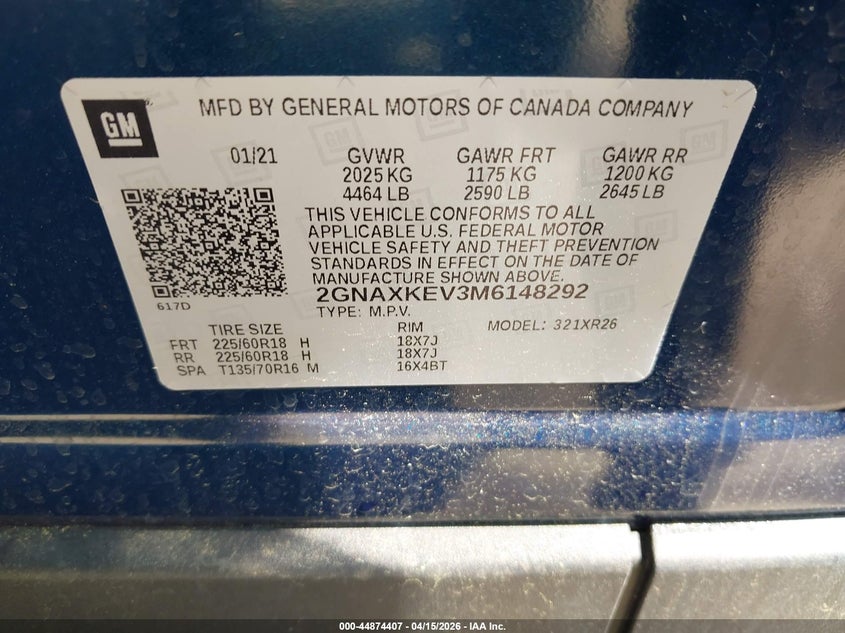 GM
MFD BY GENERAL MOTORS OF CANADA COMPANY
01/21 GVWR GAWR FRT GAWR RR
2025 KG 1175 KG 1200 KG
4464 LB 2590 LB 2645 LB
THIS VEHICLE CONFORMS TO ALL
APPLICABLE U.S. FEDERAL MOTOR
VEHICLE SAFETY AND THEFT PREVENTION
STANDARDS IN EFFECT ON THE DATE OF
MANUFACTURE SHOWN ABOVE.
2GNAXKEV3M6148292
617D
TYPE: M.P.V. MODEL: 321XR26
TIRE SIZE RIM
FRT 225/60R18 H 18X7J
RR 225/60R18 H 18X7J
SPA T135/70R16 M 16X4BT
000-44874407 - 04/15/2026 - IAA Inc.